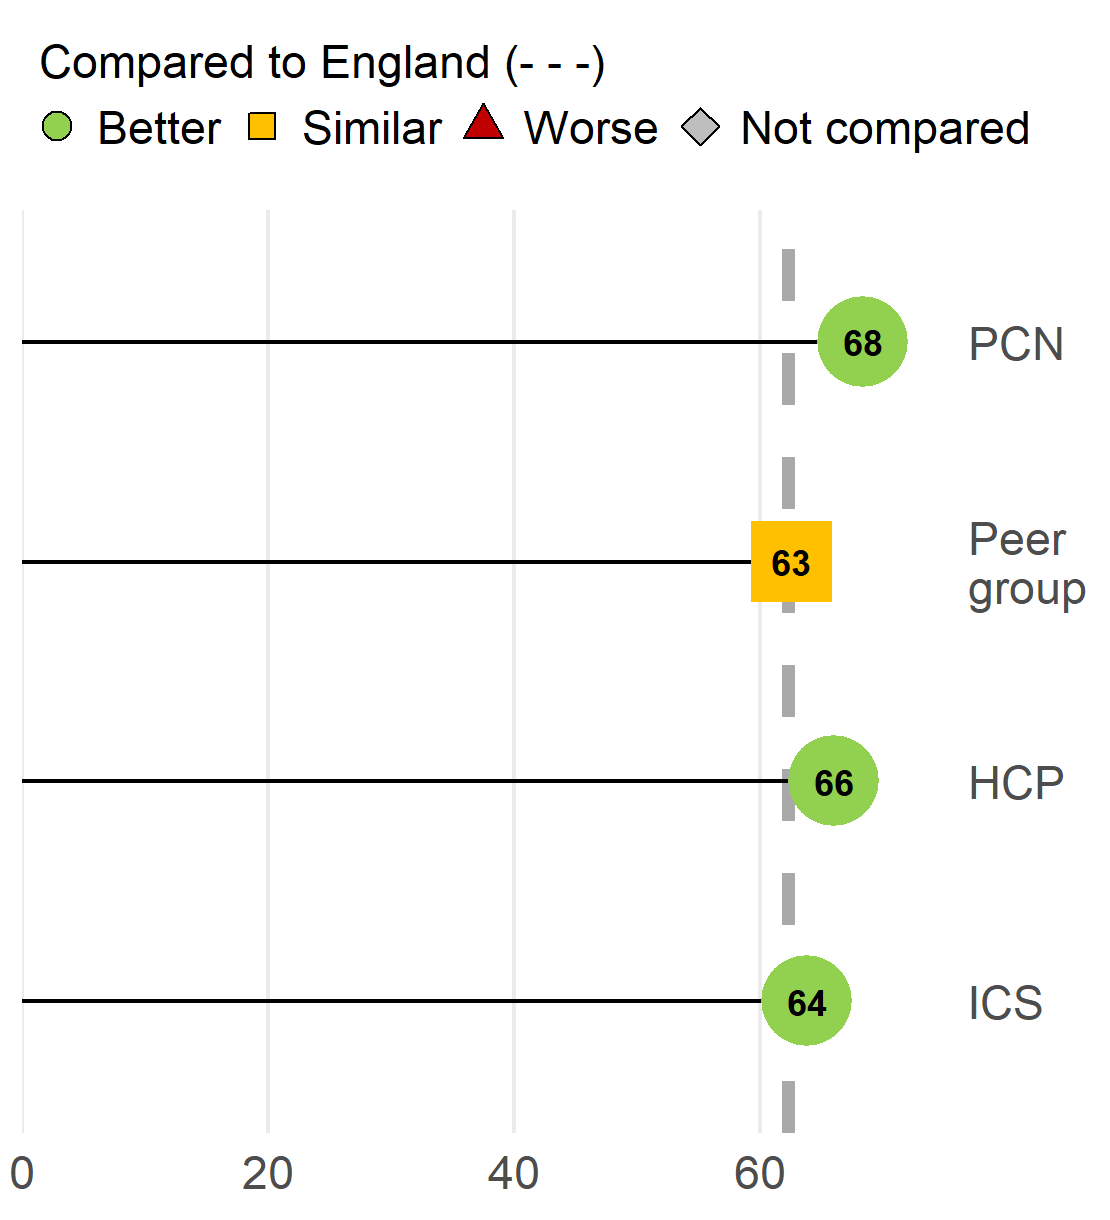 Compared to England (- - -)
Better Similar Worse Not compared
68 PCN
63 Peer
group
66 HCP
64 ICS
0 20 40 60